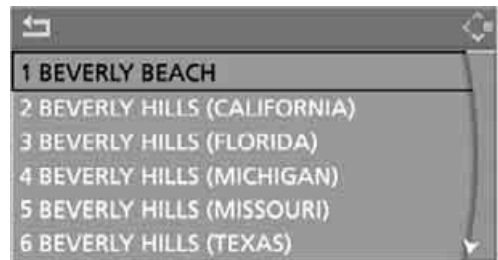 1 BEVERLY BEACH
2 BEVERLY HILLS (CALIFORNIA)
3 BEVERLY HILLS (FLORIDA)
4 BEVERLY HILLS (MICHIGAN)
5 BEVERLY HILLS (MISSOURI)
6 BEVERLY HILLS (TEXAS)